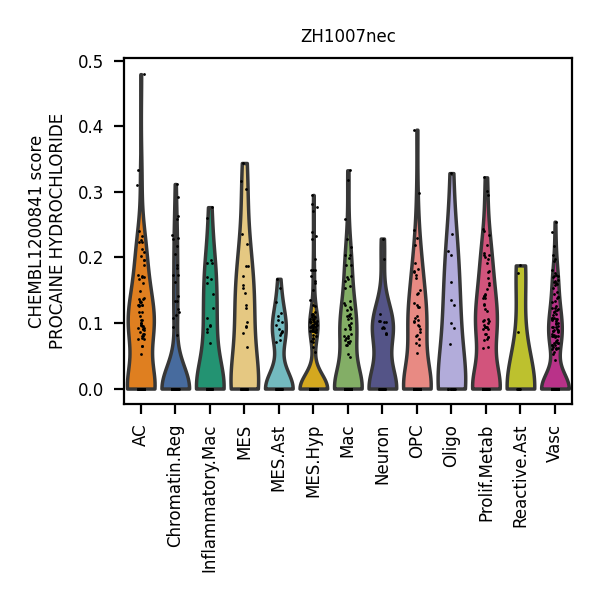 ZH1007nec
CHEMBL1200841 score
PROCAINE HYDROCHLORIDE
0.5
0.4
0.3
0.2
0.1
0.0
AC
Chromatin.Reg
Inflammatory.Mac
MES
MES.Ast
MES.Hyp
Mac
Neuron
OPC
Oligo
Prolif.Metab
Reactive.Ast
Vasc